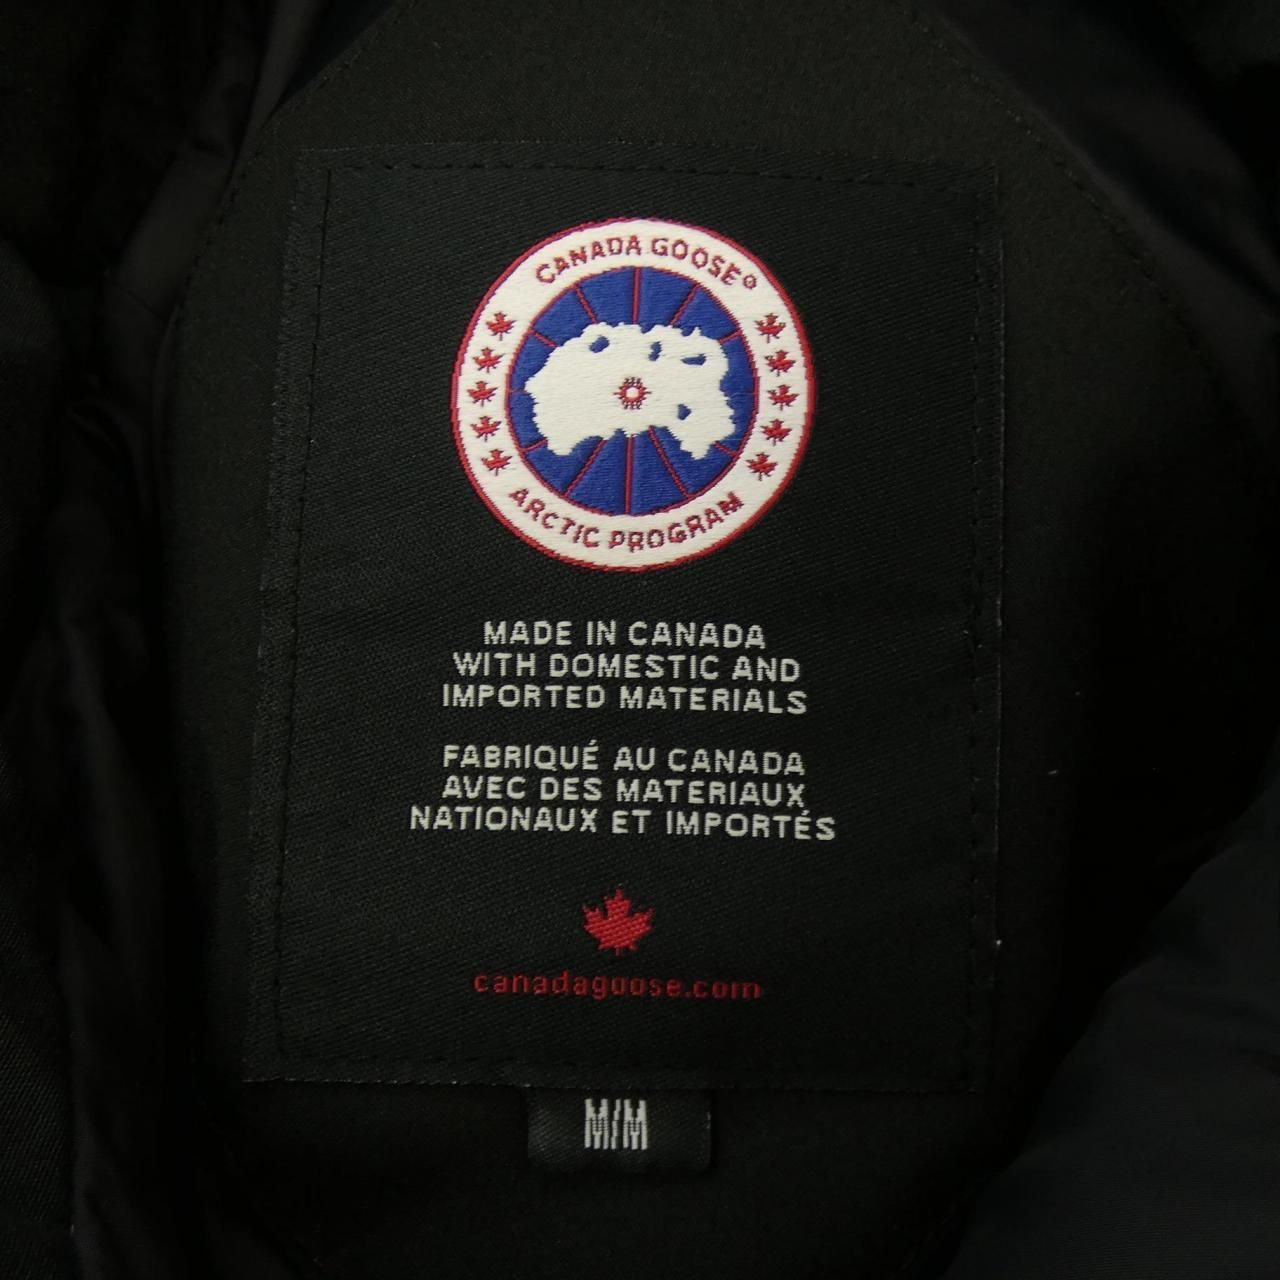 CANADA GOOSE®
ARCTIC PROGRAM
MADE IN CANADA
WITH DOMESTIC AND
IMPORTED MATERIALS
FABRIQUÉ AU CANADA
AVEC DES MATERIAUX
NATIONAUX ET IMPORTÉS
canadagoose.com
M/M